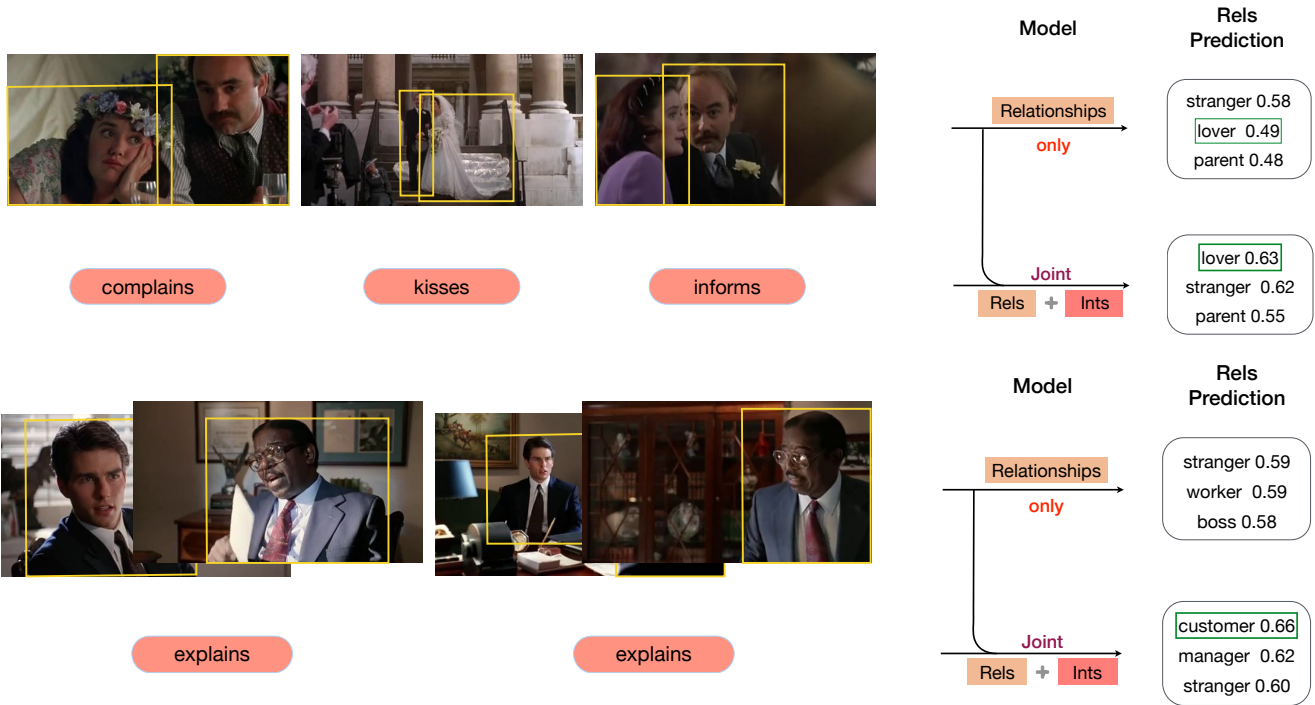 Model
Rels
Prediction
Relationships
only
stranger 0.58
lover 0.49
parent 0.48
complains
kisses
informs
Joint
Rels + Ints
lover 0.63
stranger 0.62
parent 0.55
Model
Rels
Prediction
Relationships
only
stranger 0.59
worker 0.59
boss 0.58
explains
explains
Joint
Rels + Ints
customer 0.66
manager 0.62
stranger 0.60